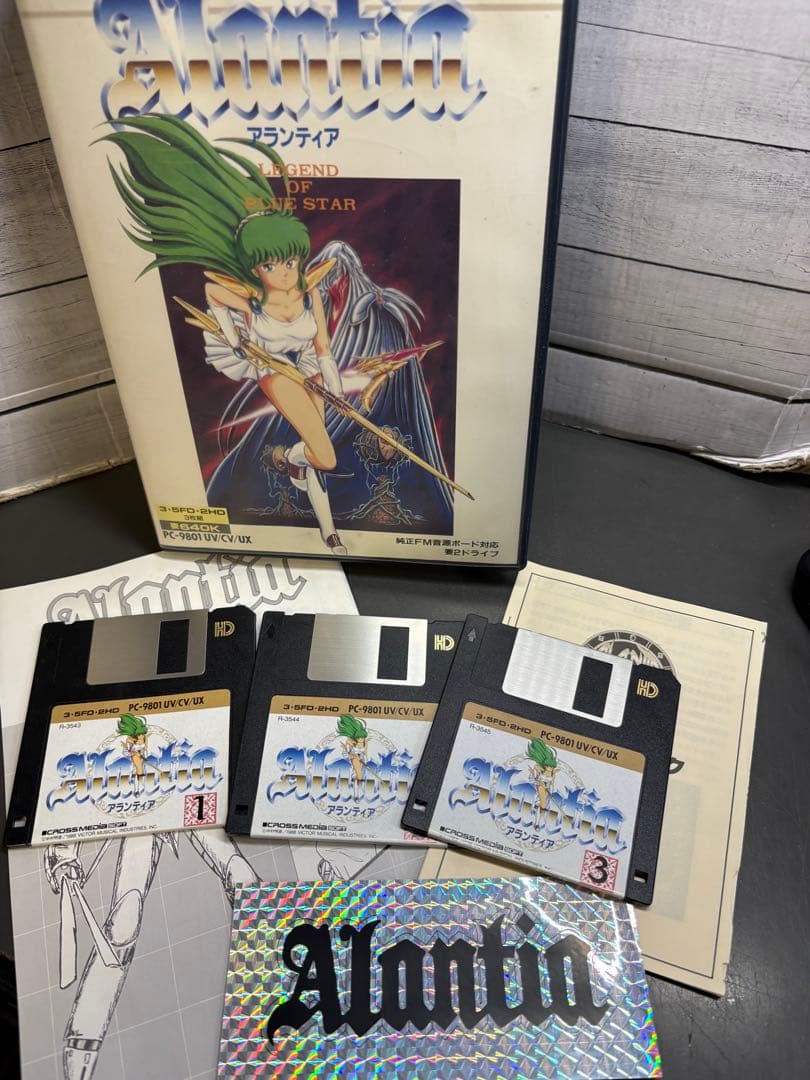 Alantia
アランティア
LEGEND
OF
BLUE STAR
3・5FD・2HD
3枚組
要640K
PC-9801 UV/CV/UX
純正FM音源ボード対応
要2ドライブ
Alantia
HD
3・5FD・2HD PC-9801 UV/CV/UX
R-3543
Alantia
アランティア
1
CROSS MEDIA SOFT
HD
3・5FD・2HD PC-9801 UV/CV/UX
R-3544
Alantia
アランティア
CROSS MEDIA SOFT
HD
3・5FD・2HD PC-9801 UV/CV/UX
R-3545
Alantia
アランティア
3
CROSS MEDIA SOFT
Alantia